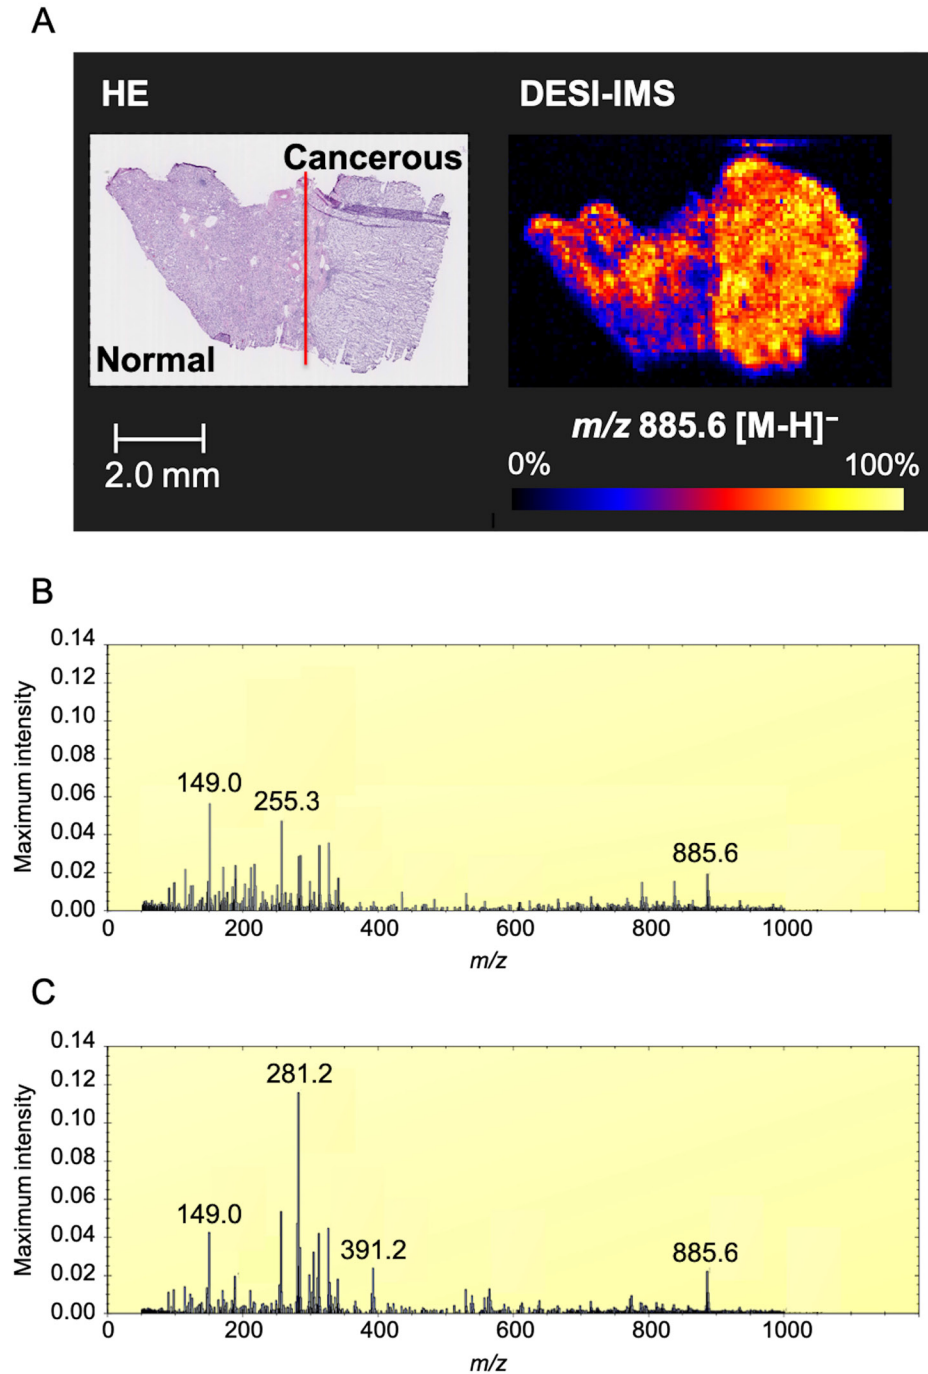 A
HE
DESI-IMS
Cancerous
Normal
2.0 mm
m/z 885.6 [M-H]⁻
0%
100%
B
0.14
0.12
0.10
0.08
0.06
0.04
0.02
0.00
Maximum intensity
149.0
255.3
885.6
0
200
400
600
800
1000
m/z
C
0.14
0.12
0.10
0.08
0.06
0.04
0.02
0.00
Maximum intensity
281.2
149.0
391.2
885.6
0
200
400
600
800
1000
m/z